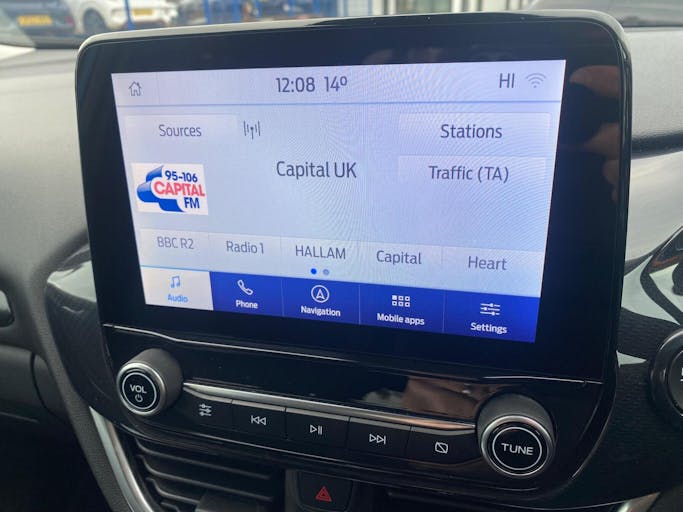 12:08 14° HI
Sources Stations
Capital UK Traffic (TA)
95-106
CAPITAL
FM
BBC R2 Radio 1 HALLAM Capital Heart
Audio Phone Navigation Mobile apps Settings
VOL
TUNE